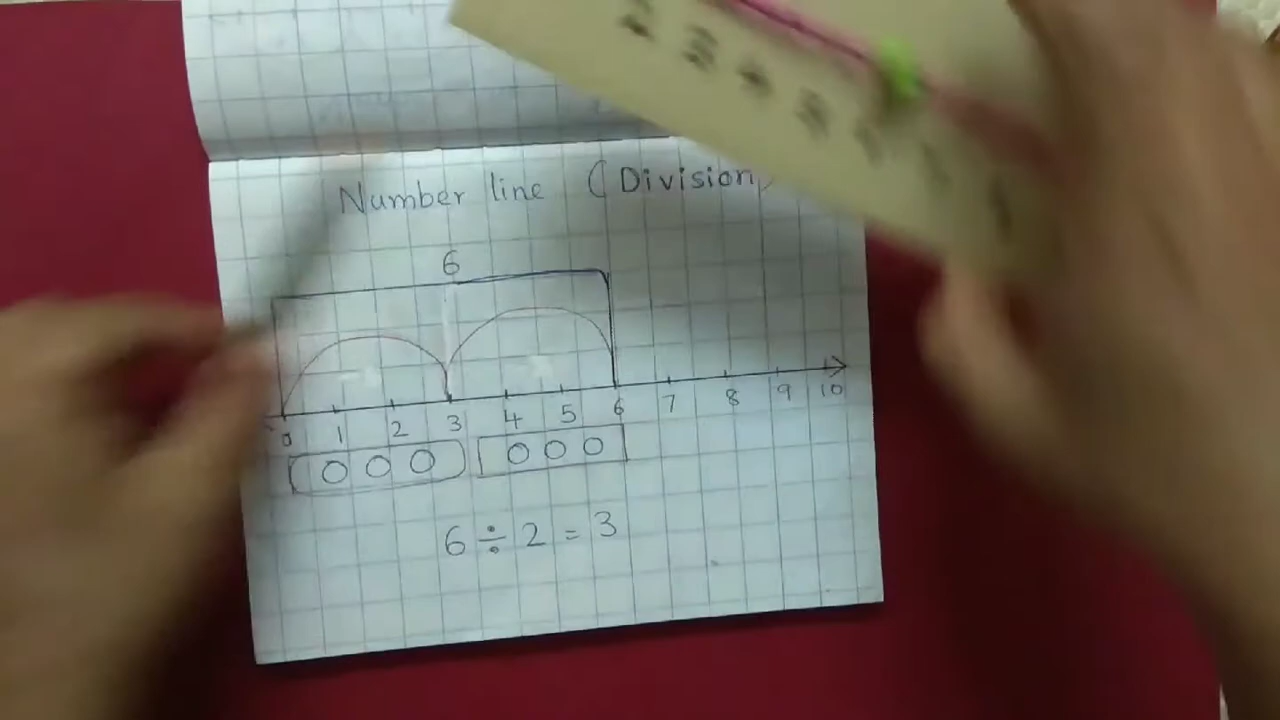 Number line (Division)
6
0 1 2 3 4 5 6 7 8 9 10
6 ÷ 2 = 3